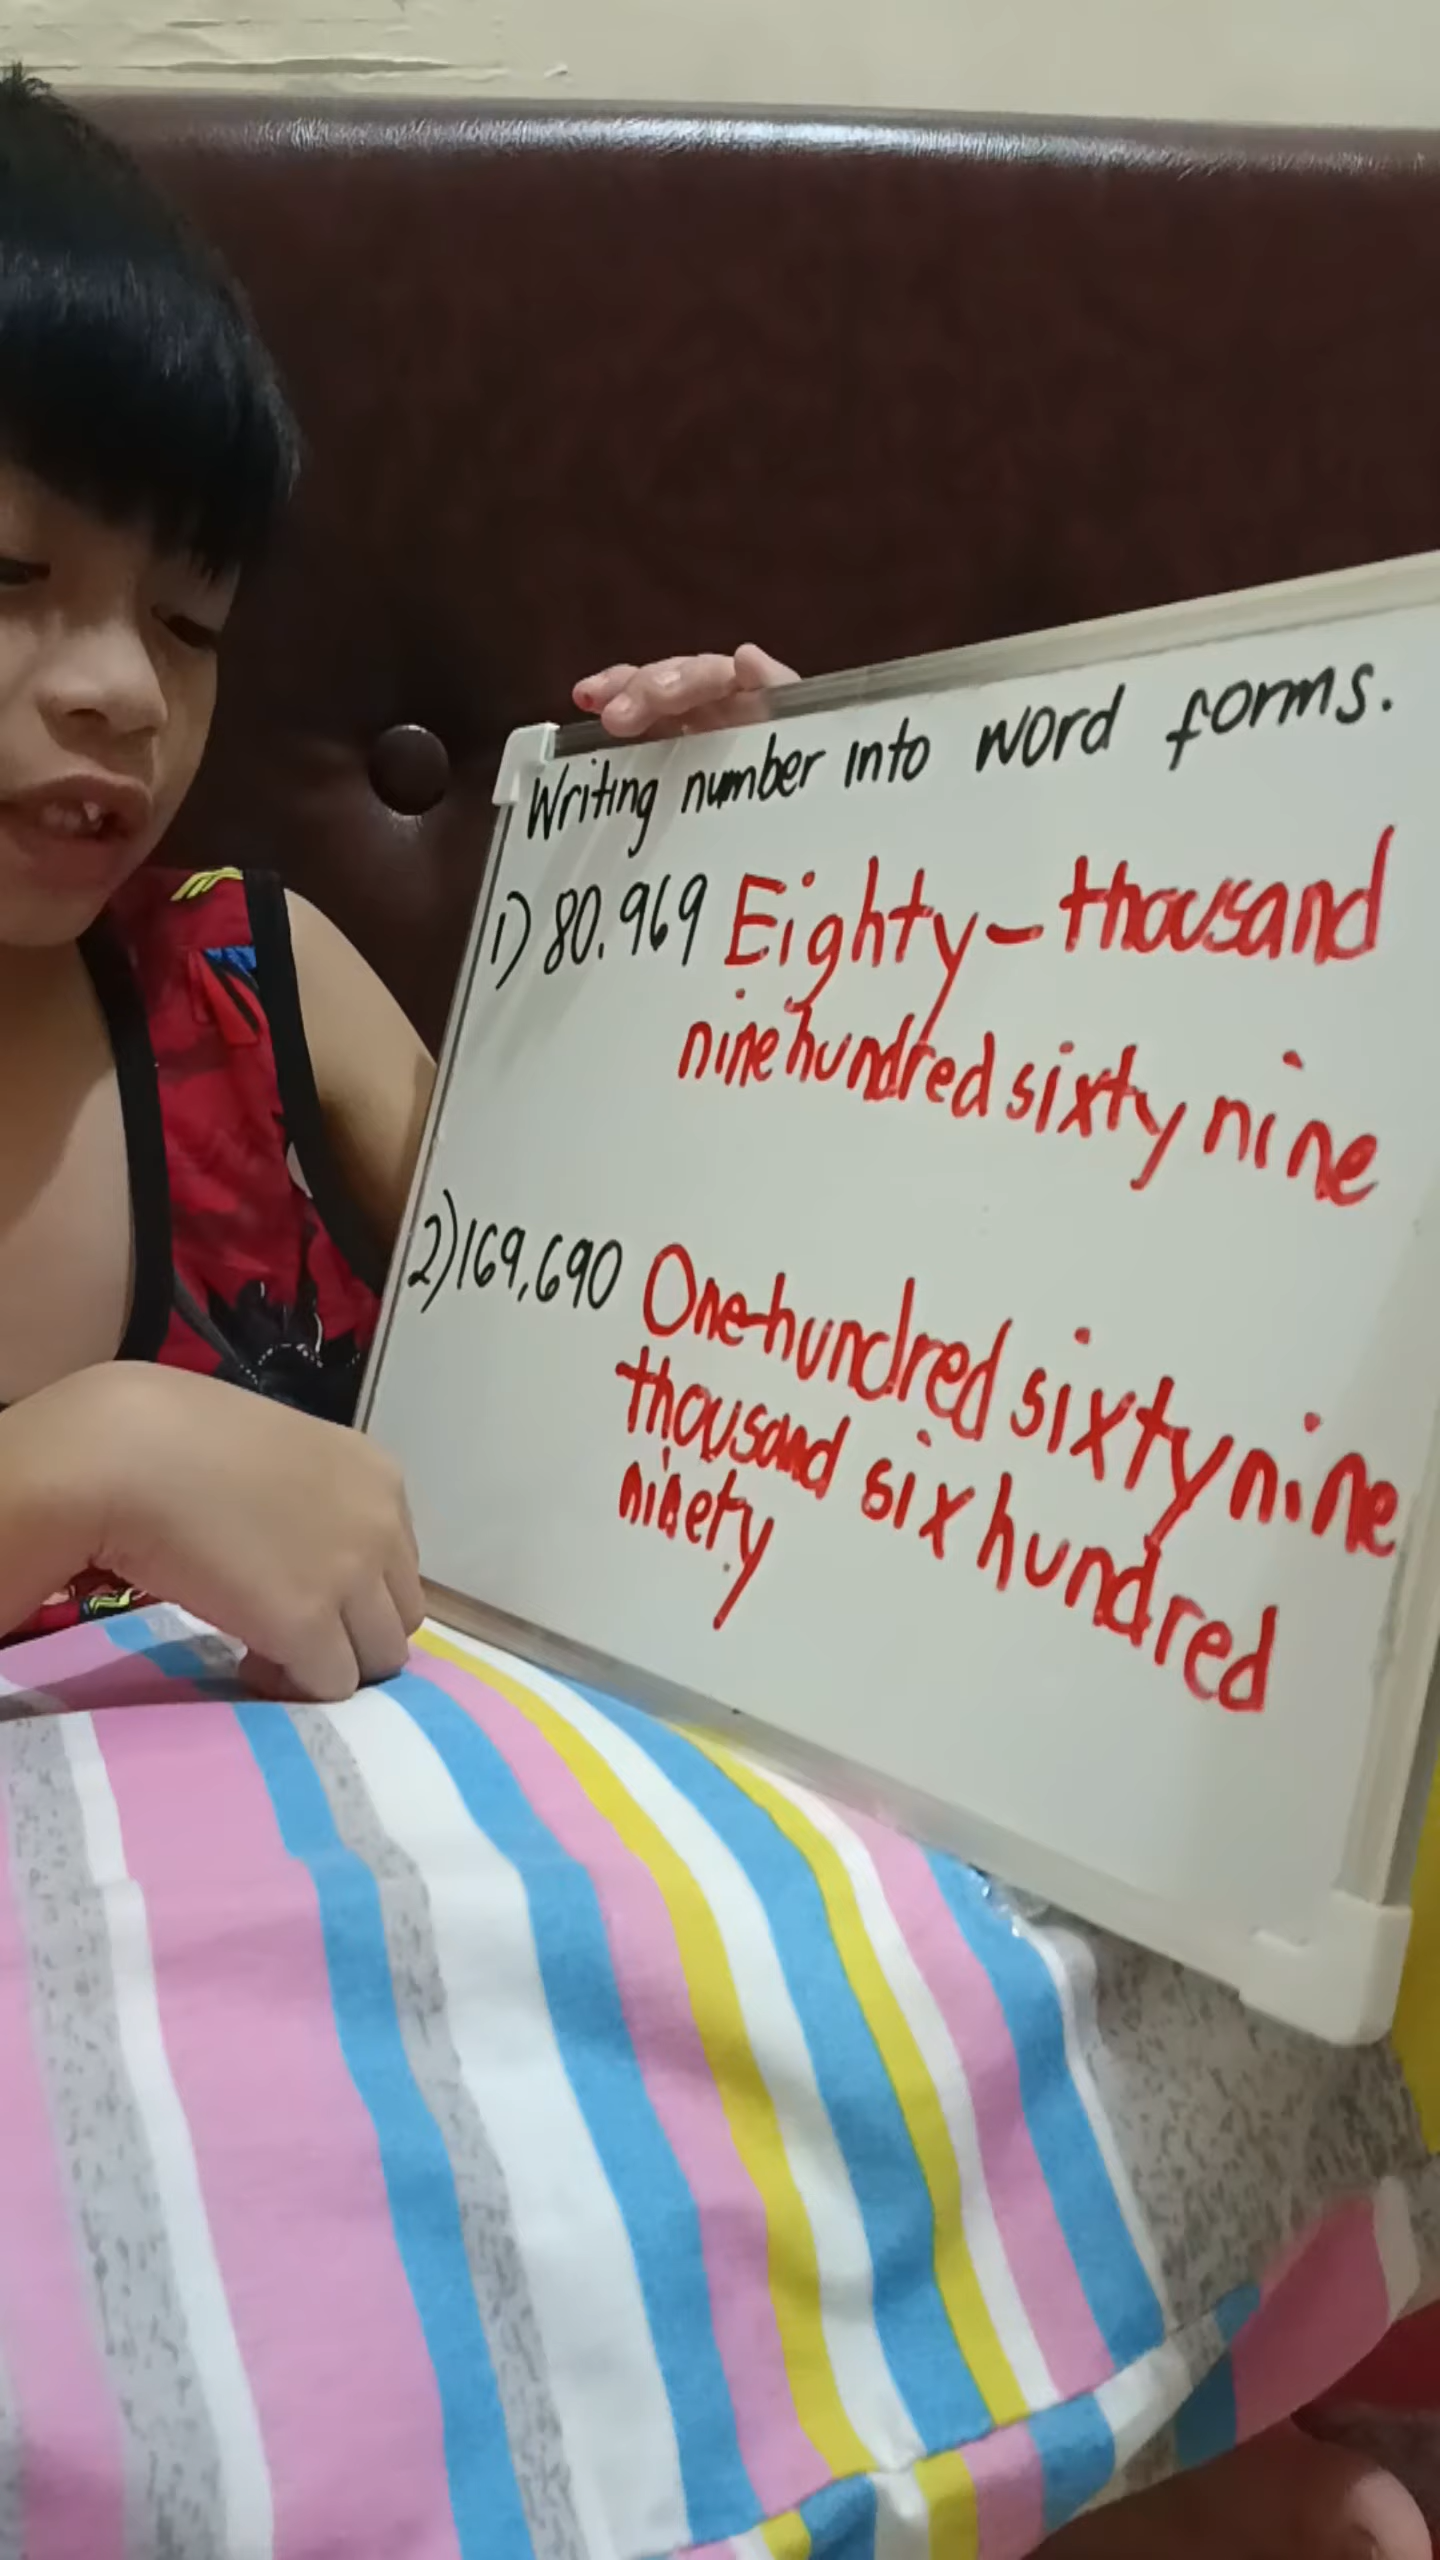 Writing number into word forms.
1) 80.969 Eighty-thousand
nine hundred sixty nine
2) 169,690 One-hundred sixty nine
thousand six hundred
ninety